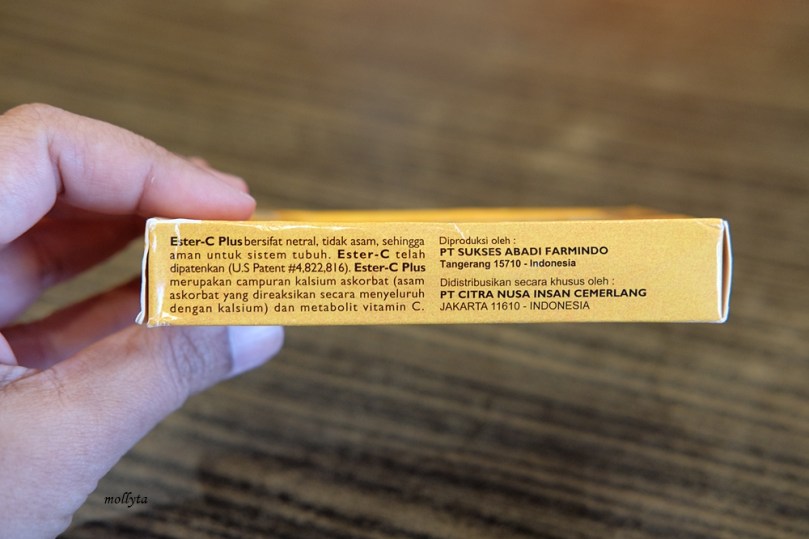 Ester-C Plus bersifat netral, tidak asam, sehingga
aman untuk sistem tubuh. Ester-C telah
dipatenkan (U.S Patent #4,822,816). Ester-C Plus
merupakan campuran kalsium askorbat (asam
askorbat yang direaksikan secara menyeluruh
dengan kalsium) dan metabolit vitamin C.
Diproduksi oleh :
PT SUKSES ABADI FARMINDO
Tangerang 15710 - Indonesia
Didistribusikan secara khusus oleh :
PT CITRA NUSA INSAN CEMERLANG
JAKARTA 11610 - INDONESIA
mollyta